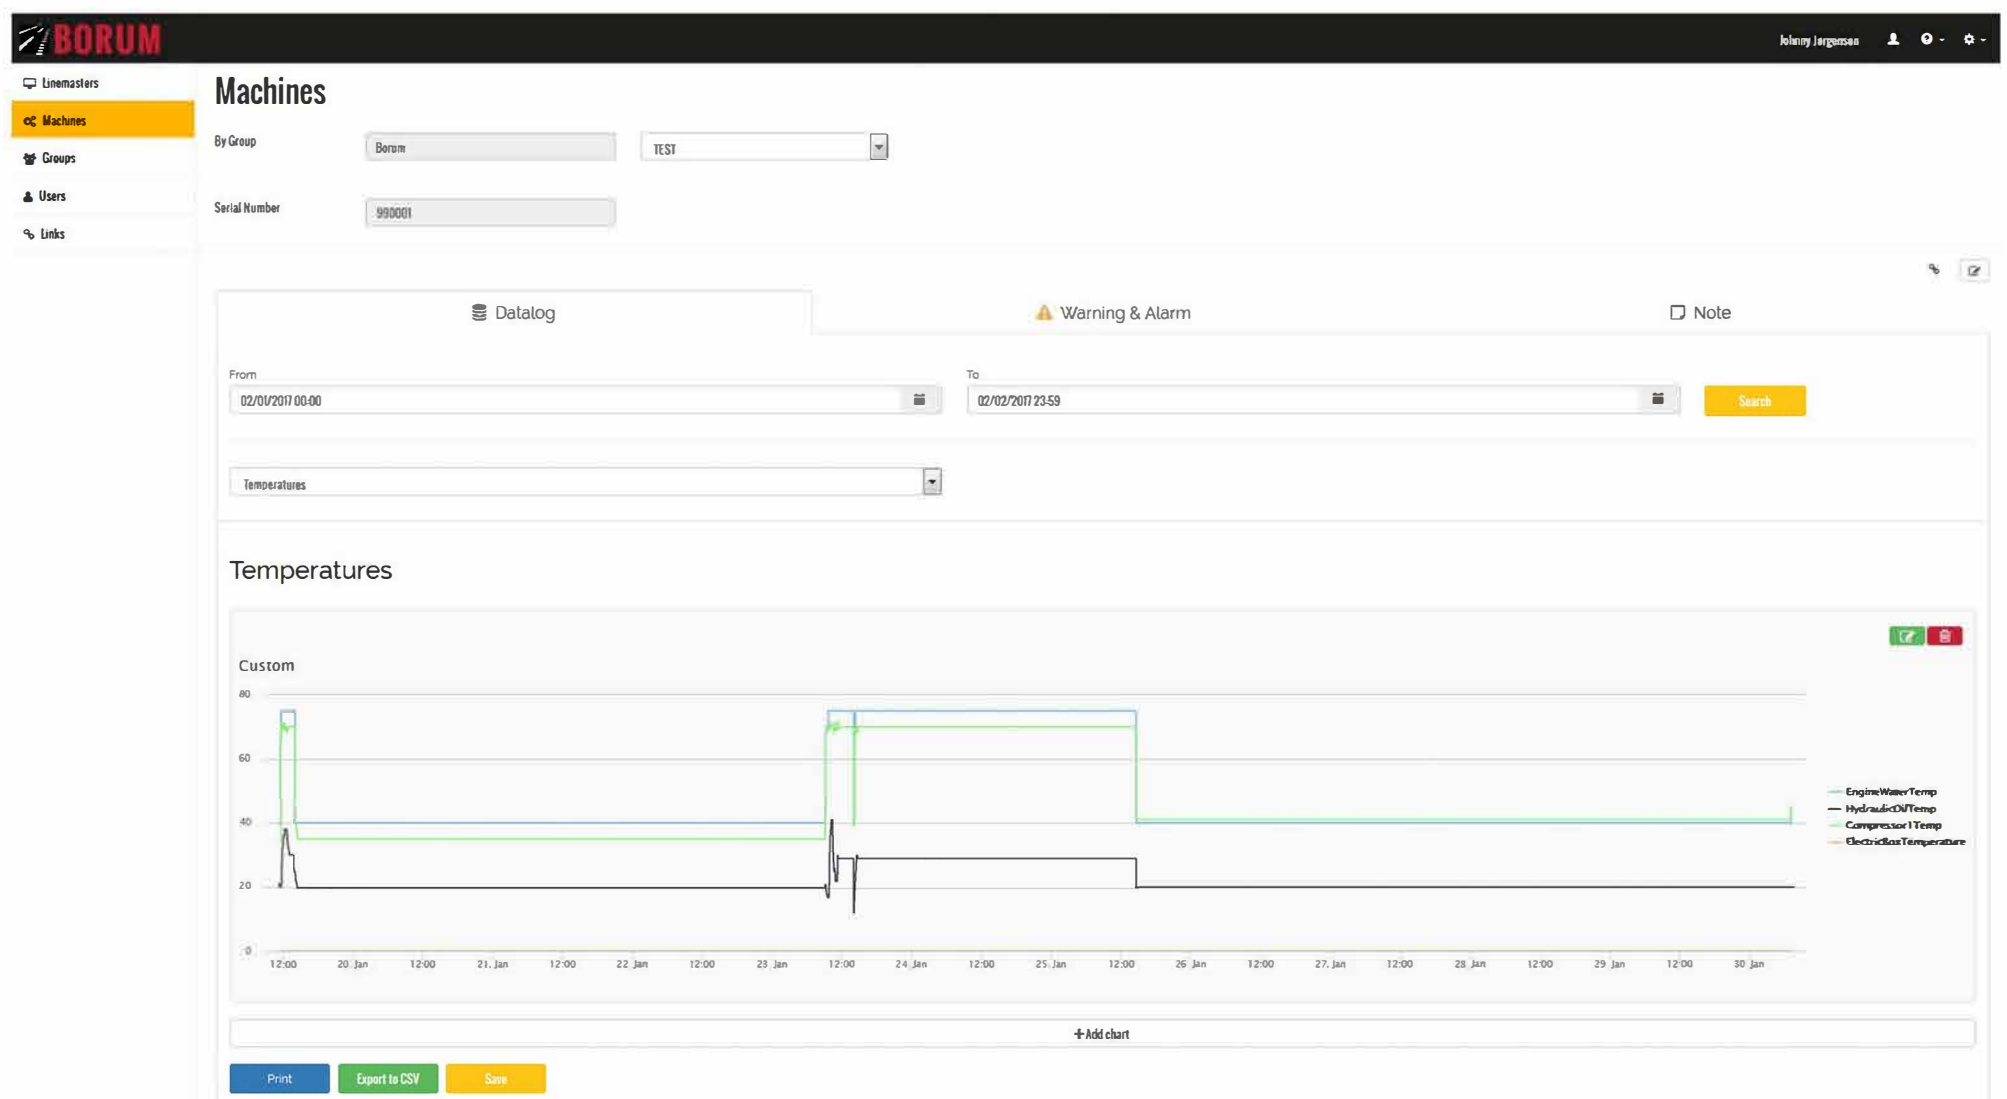 BORUM
Johnny Jørgensen
Linemasters
Machines
Groups
Users
Links
Machines
By Group
Borum
TEST
Serial Number
990001
Datalog
Warning & Alarm
Note
From
02/01/2017 00:00
To
02/02/2017 23:59
Search
Temperatures
Temperatures
Custom
80
60
40
20
0
12:00 20. Jan 12:00 21. Jan 12:00 22. Jan 12:00 23. Jan 12:00 24. Jan 12:00 25. Jan 12:00 26. Jan 12:00 27. Jan 12:00 28. Jan 12:00 29. Jan 12:00 30. Jan
EngineWaterTemp
HydraulicOilTemp
Compressor1Temp
ElectricBoxTemperature
+Add chart
Print
Export to CSV
Save